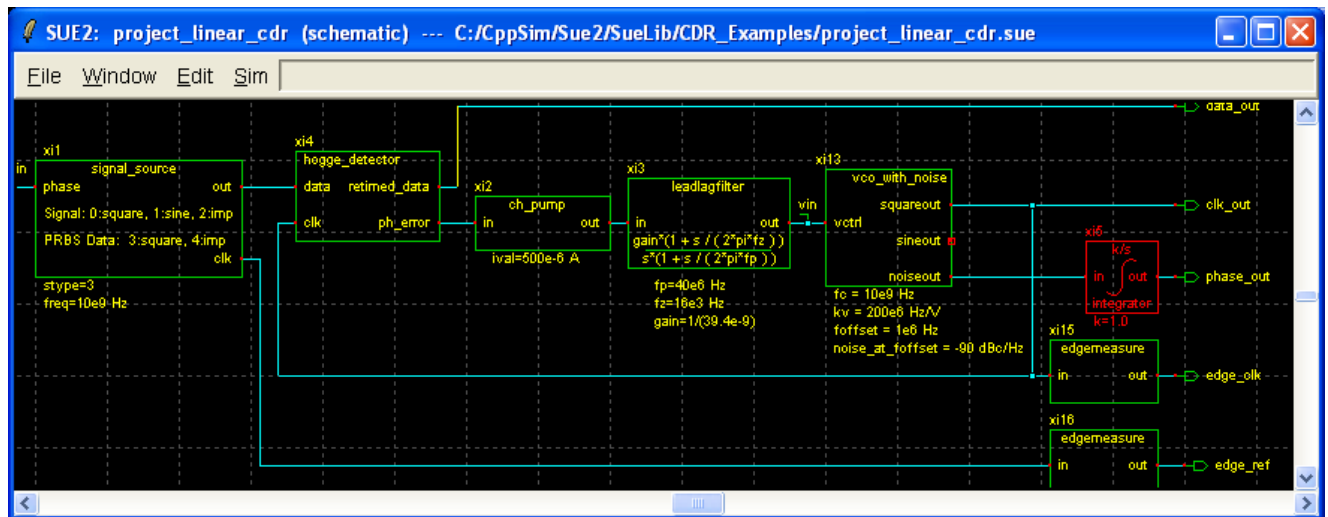 SUE2: project_linear_cdr (schematic) --- C:/CppSim/Sue2/SueLib/CDR_Examples/project_linear_cdr.sue
File Window Edit Sim
data_out
xi1
in
signal_source
phase out
Signal: 0:square, 1:sine, 2:imp
PRBS Data: 3:square, 4:imp
clk
stype=3
freq=10e9 Hz
xi4
hogge_detector
data retimed_data
clk ph_error
xi2
ch_pump
in out
ival=500e-6 A
xi3
leadlagfilter
in out
gain*(1 + s / ( 2*pi*fz ) )
s*(1 + s / ( 2*pi*fp ) )
fp=40e6 Hz
fz=16e3 Hz
gain=1/(39.4e-9)
vin
xi13
vco_with_noise
squareout
vctrl
sineout
noiseout
fc = 10e9 Hz
kv = 200e6 Hz/V
foffset = 1e6 Hz
noise_at_foffset = -90 dBc/Hz
clk_out
xi6
k/s
in out
integrator
k=1.0
phase_out
xi15
edgemeasure
in out
edge_clk
xi16
edgemeasure
in out
edge_ref